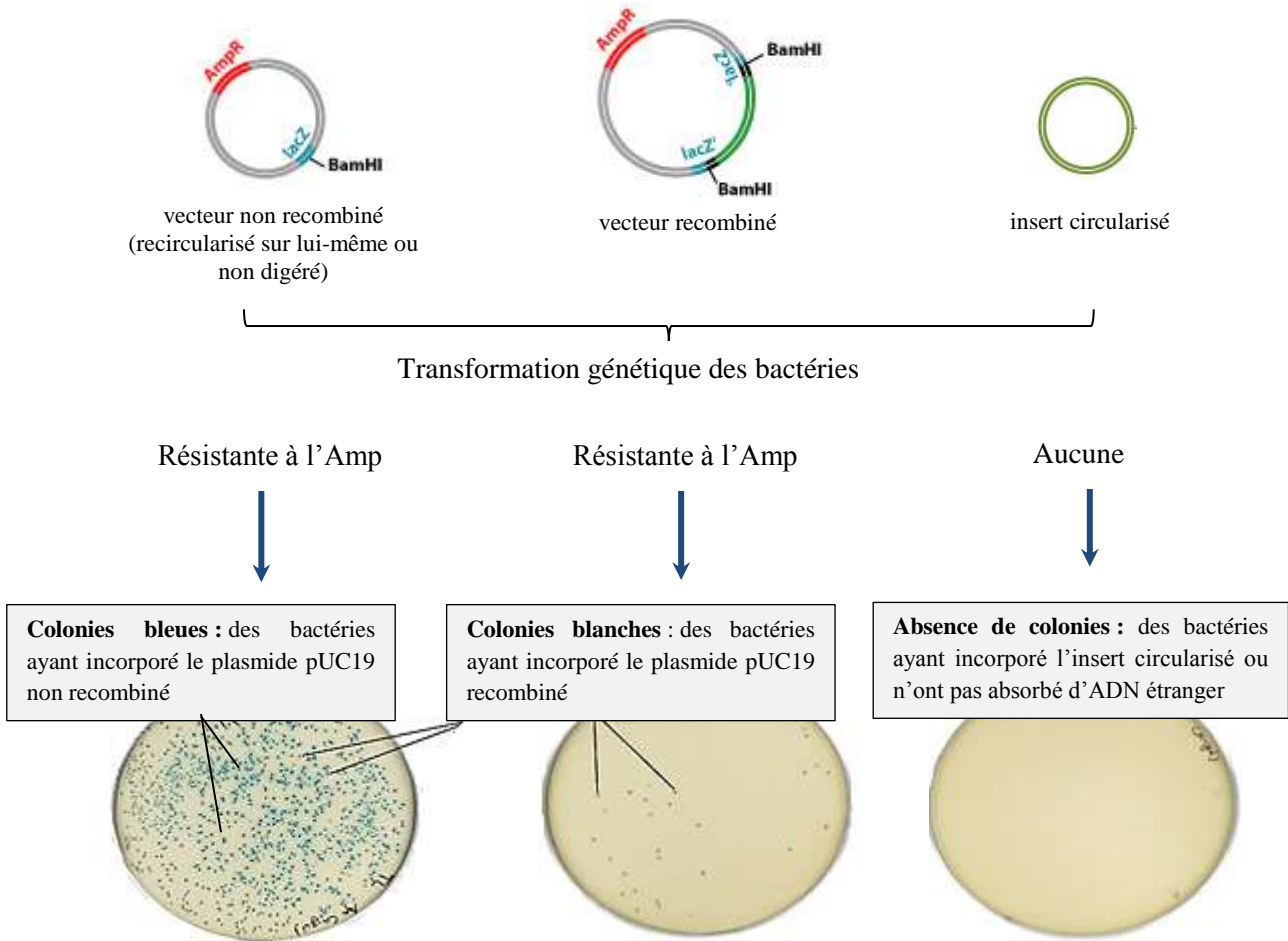 AmpR
lacZ
BamHI
vecteur non recombiné
(recircularisé sur lui-même ou
non digéré)
AmpR
'lacZ
BamHI
lacZ'
BamHI
vecteur recombiné
insert circularisé
Transformation génétique des bactéries
Résistante à l’Amp
Résistante à l’Amp
Aucune
Colonies bleues : des bactéries
ayant incorporé le plasmide pUC19
non recombiné
Colonies blanches : des bactéries
ayant incorporé le plasmide pUC19
recombiné
Absence de colonies : des bactéries
ayant incorporé l’insert circularisé ou
n’ont pas absorbé d’ADN étranger